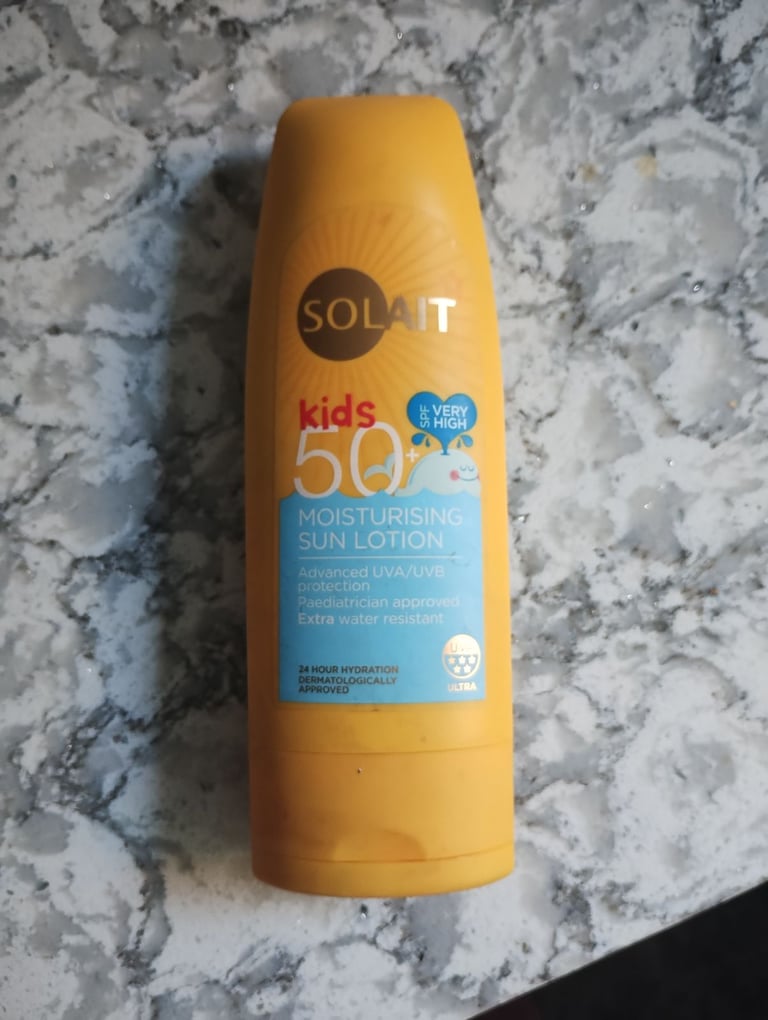 SOLAIT
kids
50+
SPF
VERY
HIGH
MOISTURISING
SUN LOTION
Advanced UVA/UVB
protection
Paediatrician approved
Extra water resistant
24 HOUR HYDRATION
DERMATOLOGICALLY
APPROVED
ULTRA